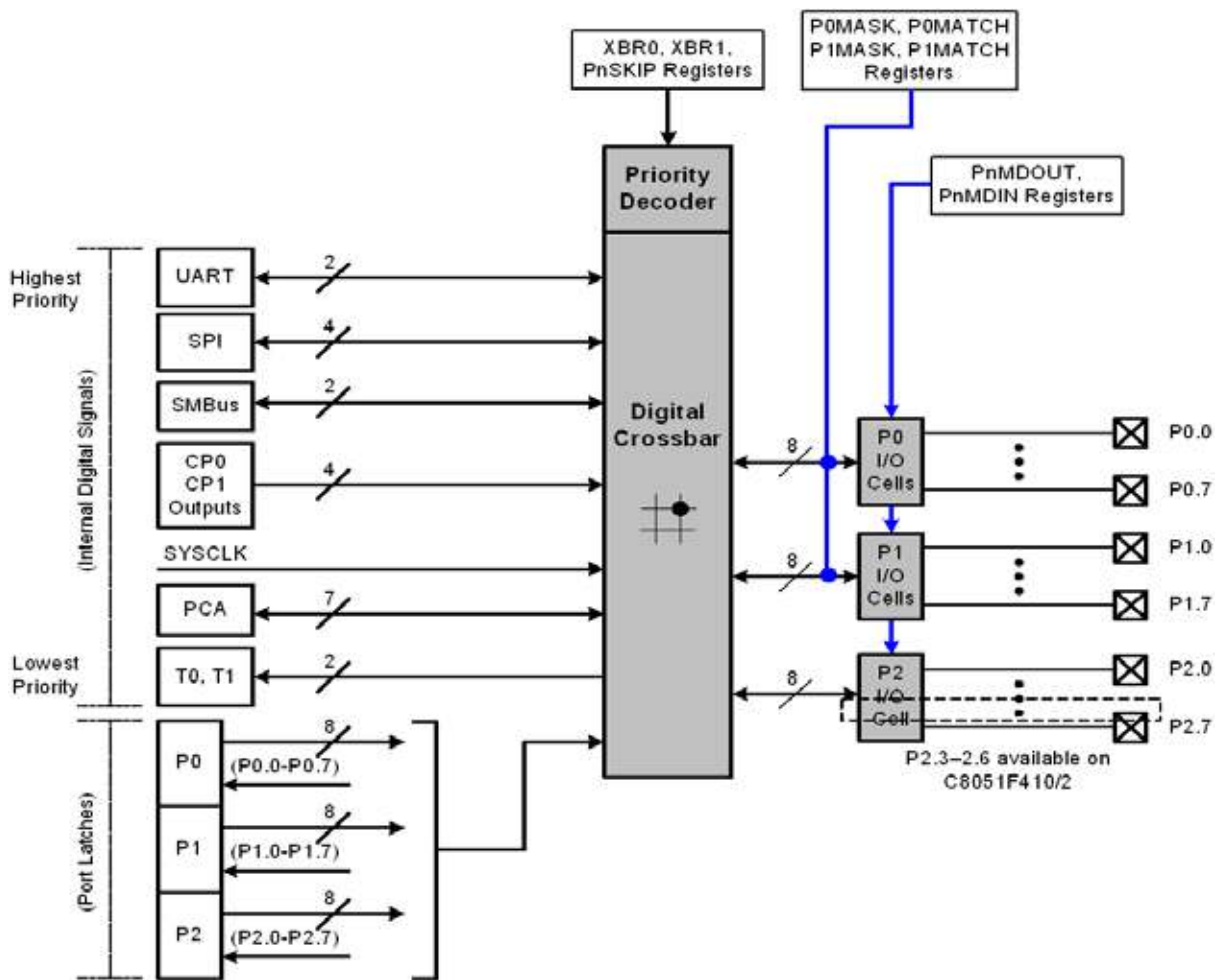 XBR0, XBR1,
PnSKIP Registers
P0MASK, P0MATCH
P1MASK, P1MATCH
Registers
PnMDOUT,
PnMDIN Registers
Priority
Decoder
Digital
Crossbar
Highest
Priority
(Internal Digital Signals)
Lowest
Priority
UART
2
SPI
4
SMBus
2
CP0
CP1
Outputs
4
SYSCLK
PCA
7
T0, T1
2
(Port Latches)
P0
8
(P0.0-P0.7)
P1
8
(P1.0-P1.7)
P2
8
(P2.0-P2.7)
8
P0
I/O
Cells
P0.0
P0.7
8
P1
I/O
Cells
P1.0
P1.7
8
P2
I/O
Cell
P2.0
P2.7
P2.3–2.6 available on
C8051F410/2